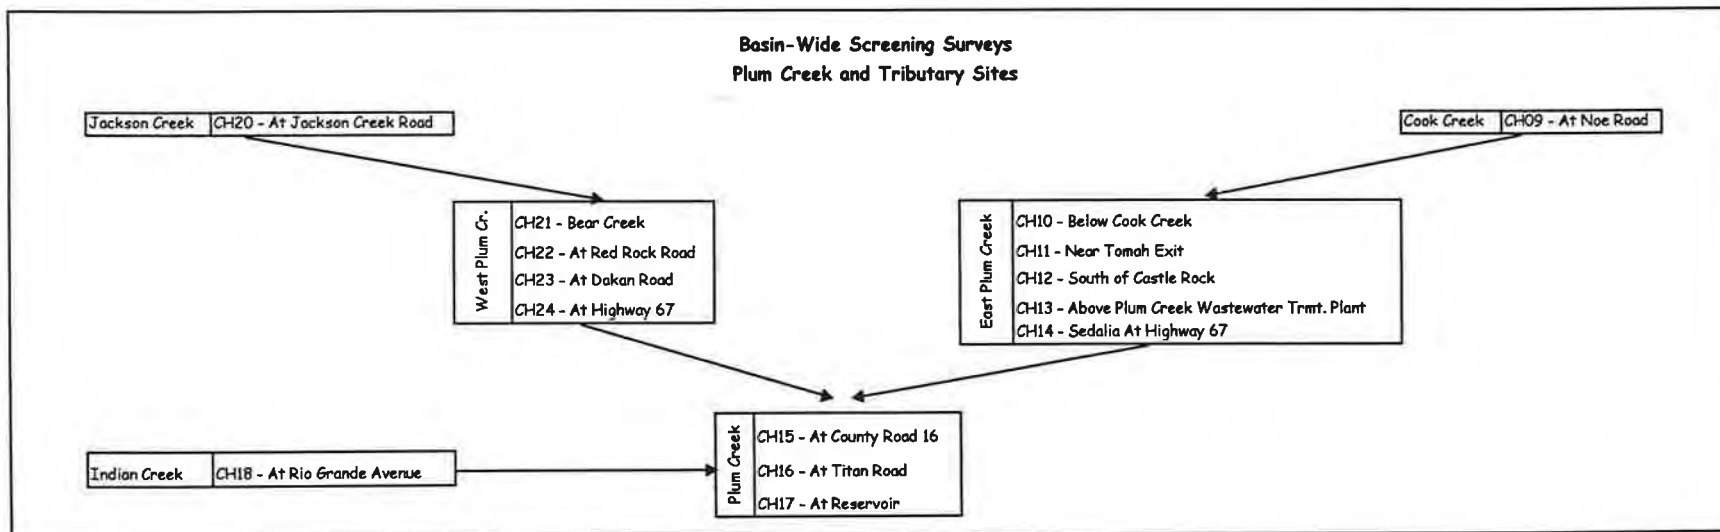 Basin-Wide Screening Surveys
Plum Creek and Tributary Sites
Jackson Creek CH20 - At Jackson Creek Road
Cook Creek CH09 - At Noe Road
West Plum Cr.
CH21 - Bear Creek
CH22 - At Red Rock Road
CH23 - At Dakan Road
CH24 - At Highway 67
East Plum Creek
CH10 - Below Cook Creek
CH11 - Near Tomah Exit
CH12 - South of Castle Rock
CH13 - Above Plum Creek Wastewater Trmt. Plant
CH14 - Sedalia At Highway 67
Indian Creek CH18 - At Rio Grande Avenue
Plum Creek
CH15 - At County Road 16
CH16 - At Titan Road
CH17 - At Reservoir